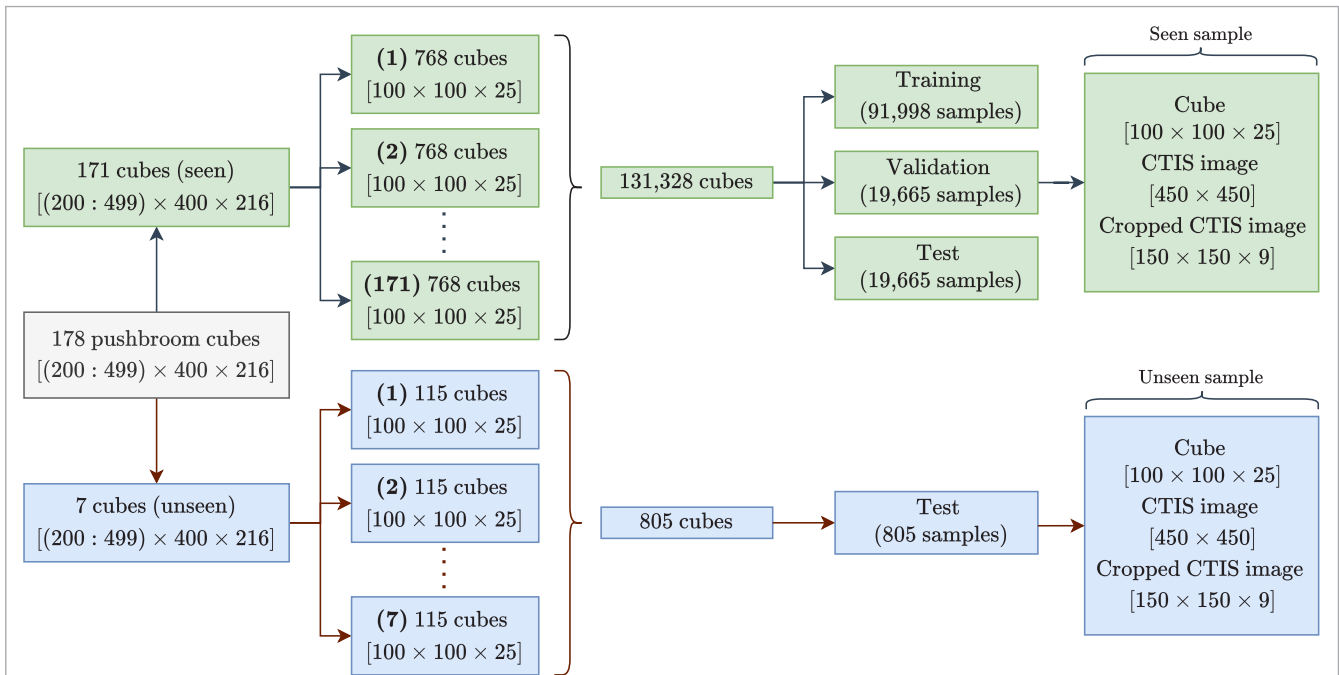 178 pushbroom cubes
[(200 : 499) × 400 × 216]
171 cubes (seen)
[(200 : 499) × 400 × 216]
(1) 768 cubes
[100 × 100 × 25]
(2) 768 cubes
[100 × 100 × 25]
(171) 768 cubes
[100 × 100 × 25]
131,328 cubes
Training
(91,998 samples)
Validation
(19,665 samples)
Test
(19,665 samples)
Seen sample
Cube
[100 × 100 × 25]
CTIS image
[450 × 450]
Cropped CTIS image
[150 × 150 × 9]
7 cubes (unseen)
[(200 : 499) × 400 × 216]
(1) 115 cubes
[100 × 100 × 25]
(2) 115 cubes
[100 × 100 × 25]
(7) 115 cubes
[100 × 100 × 25]
805 cubes
Test
(805 samples)
Unseen sample
Cube
[100 × 100 × 25]
CTIS image
[450 × 450]
Cropped CTIS image
[150 × 150 × 9]